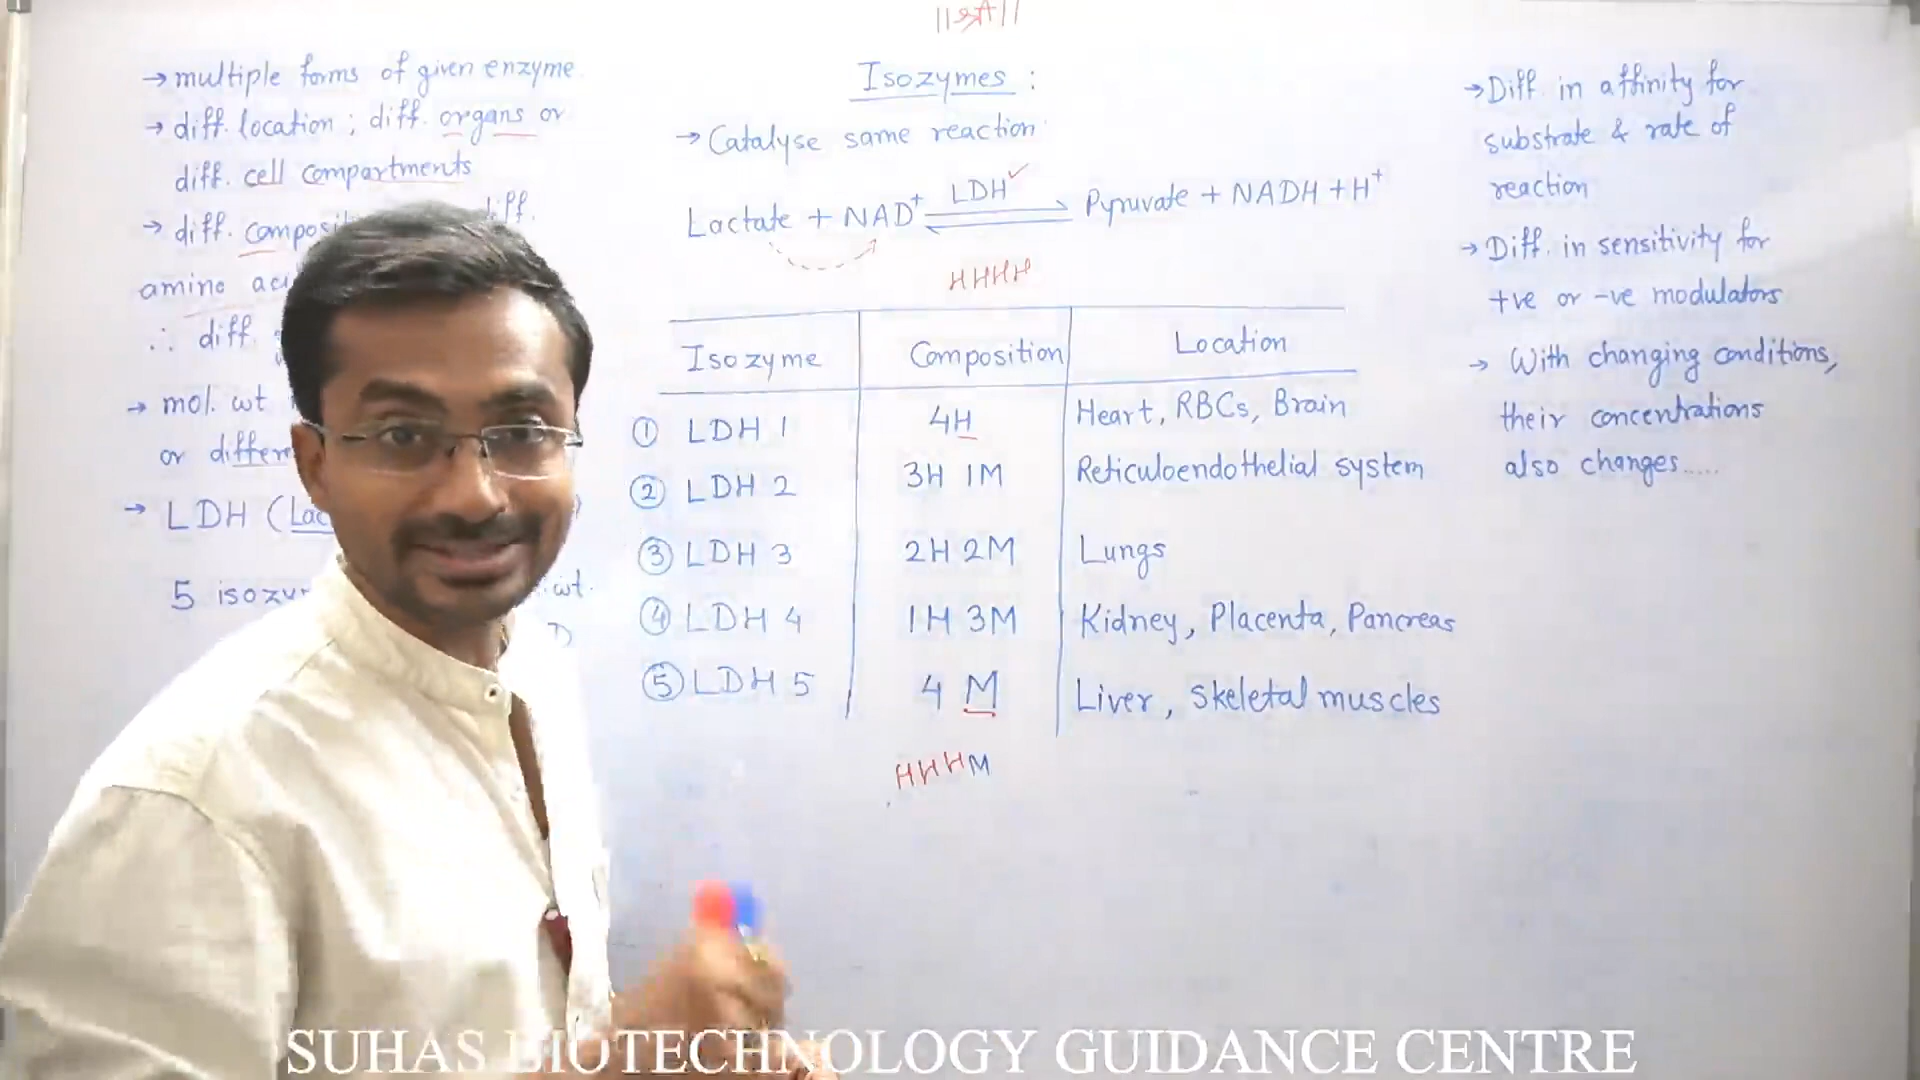 ||श्री||
→ multiple forms of given enzyme
→ diff. location ; diff. organs or
diff. cell compartments
→ diff. diff.
amino
∴ diff.
→ mol. wt
or
→ LDH (
5
wt.
Isozymes :
→ Catalyse same reaction
Lactate + NAD+ LDH ✓ Pyruvate + NADH + H+
HHHH
Isozyme Composition Location
① LDH 1 4H Heart, RBCs, Brain
② LDH 2 3H 1M Reticuloendothelial system
③ LDH 3 2H 2M Lungs
④ LDH 4 1H 3M Kidney, Placenta, Pancreas
⑤ LDH 5 4 M Liver, Skeletal muscles
HHHM
→ Diff. in affinity for
substrate & rate of
reaction
→ Diff. in sensitivity for
+ve or -ve modulators
→ With changing conditions,
their concentrations
also changes.....
SUHAS BIOTECHNOLOGY GUIDANCE CENTRE